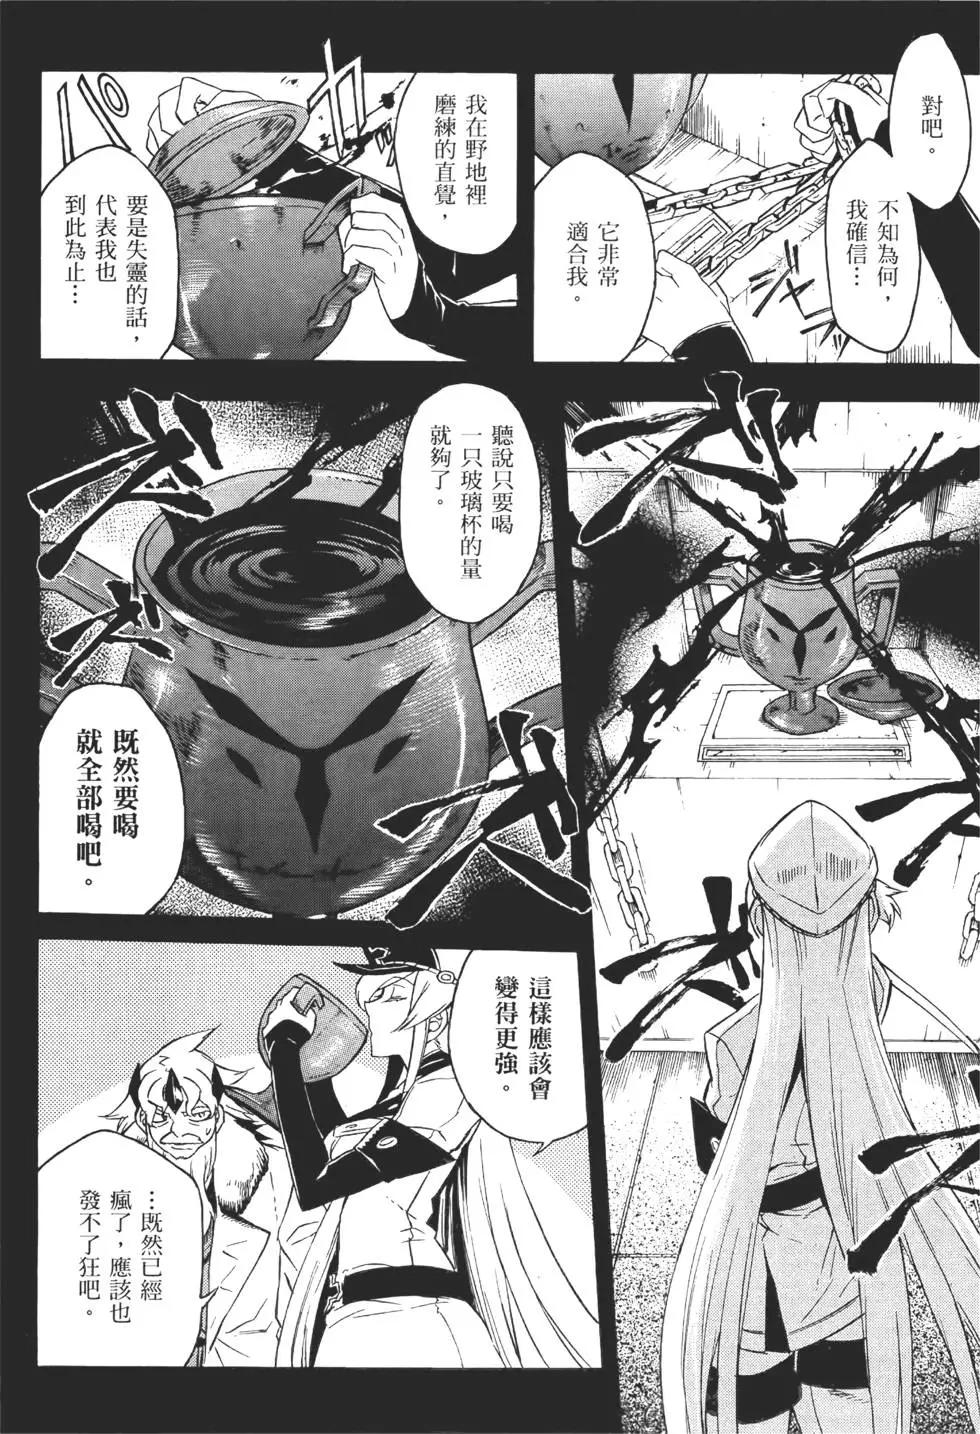 對吧。
不知為何，
我確信…
它非常
適合我。
我在野地裡
磨練的直覺，
要是失靈的話，
代表我也
到此為止…
聽說只要喝
一只玻璃杯的量
就夠了。
既然要喝
就全部喝吧。
這樣應該會
變得更強。
…既然已經
瘋了，應該也
發不了狂吧。